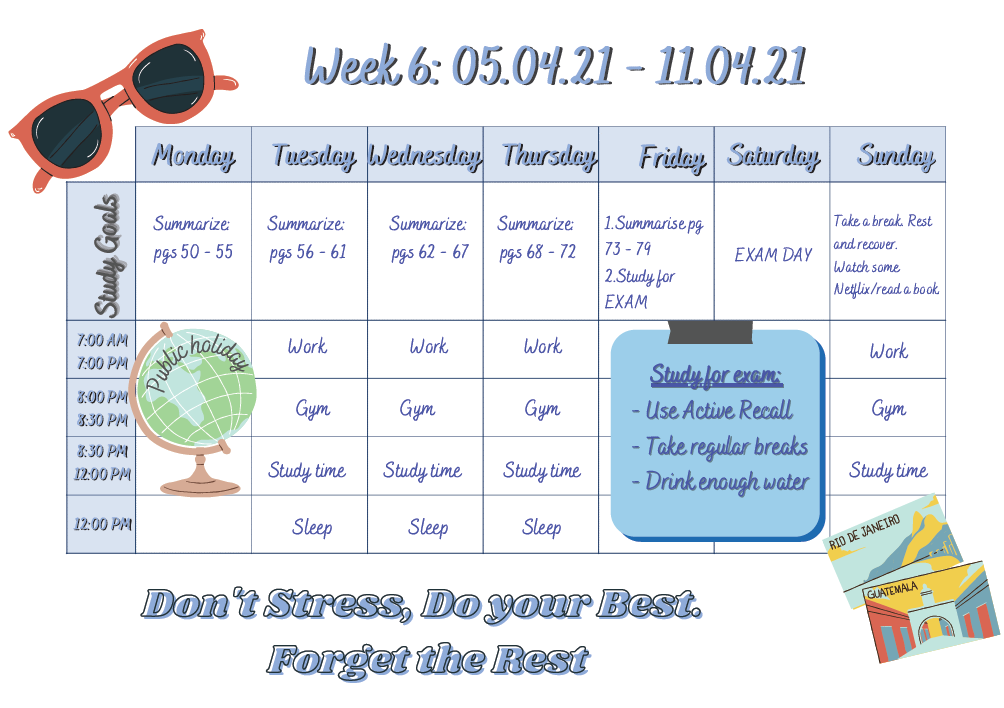 Week 6: 05.04.21 - 11.04.21
Monday Tuesday Wednesday Thursday Friday Saturday Sunday
Study Goals
Summarize:
pgs 50 - 55
Summarize:
pgs 56 - 61
Summarize:
pgs 62 - 67
Summarize:
pgs 68 - 72
1.Summarise pg
73 - 79
2.Study for
EXAM
EXAM DAY
Take a break. Rest
and recover.
Watch some
Netflix/read a book.
7:00 AM
7:00 PM
Public holiday
Work Work Work Work
8:00 PM
8:30 PM
Gym Gym Gym Gym
8:30 PM
12:00 PM
Study time Study time Study time Study time
12:00 PM
Sleep Sleep Sleep
Study for exam:
- Use Active Recall
- Take regular breaks
- Drink enough water
RIO DE JANEIRO
GUATEMALA
Don't Stress, Do your Best.
Forget the Rest